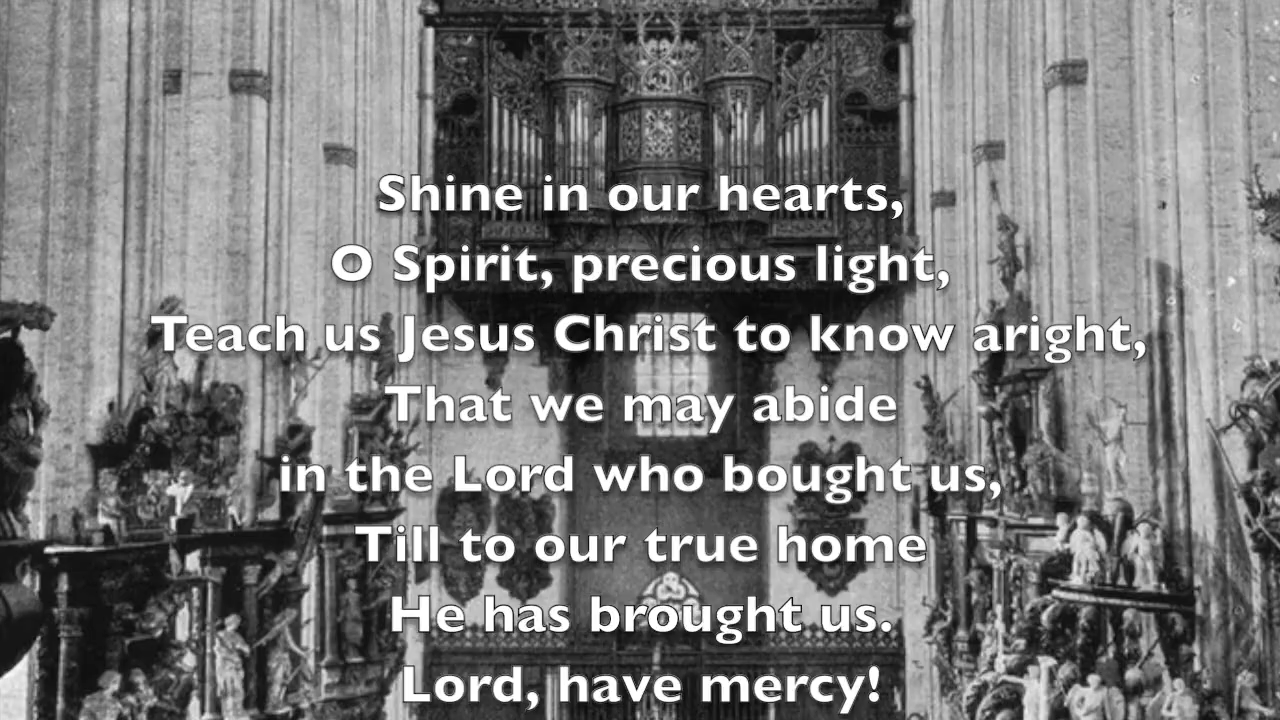 Shine in our hearts,
O Spirit, precious light,
Teach us Jesus Christ to know aright,
That we may abide
in the Lord who bought us,
Till to our true home
He has brought us.
Lord, have mercy!